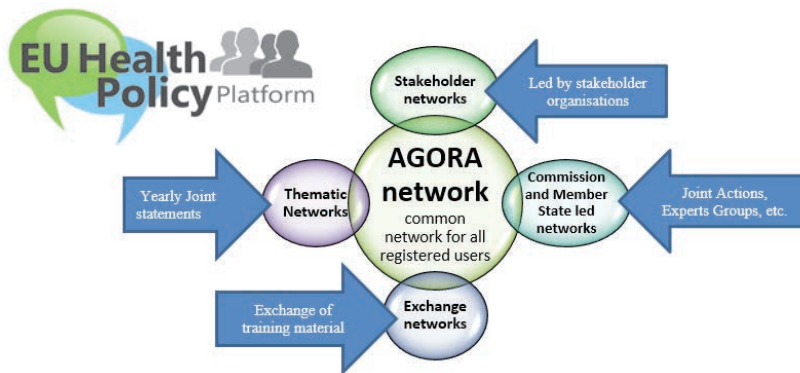 EU Health
Policy Platform
Stakeholder
networks
Led by stakeholder
organisations
AGORA
network
common
network for all
registered users
Yearly Joint
statements
Thematic
Networks
Commission
and Member
State led
networks
Joint Actions,
Experts Groups, etc.
Exchange of
training material
Exchange
networks